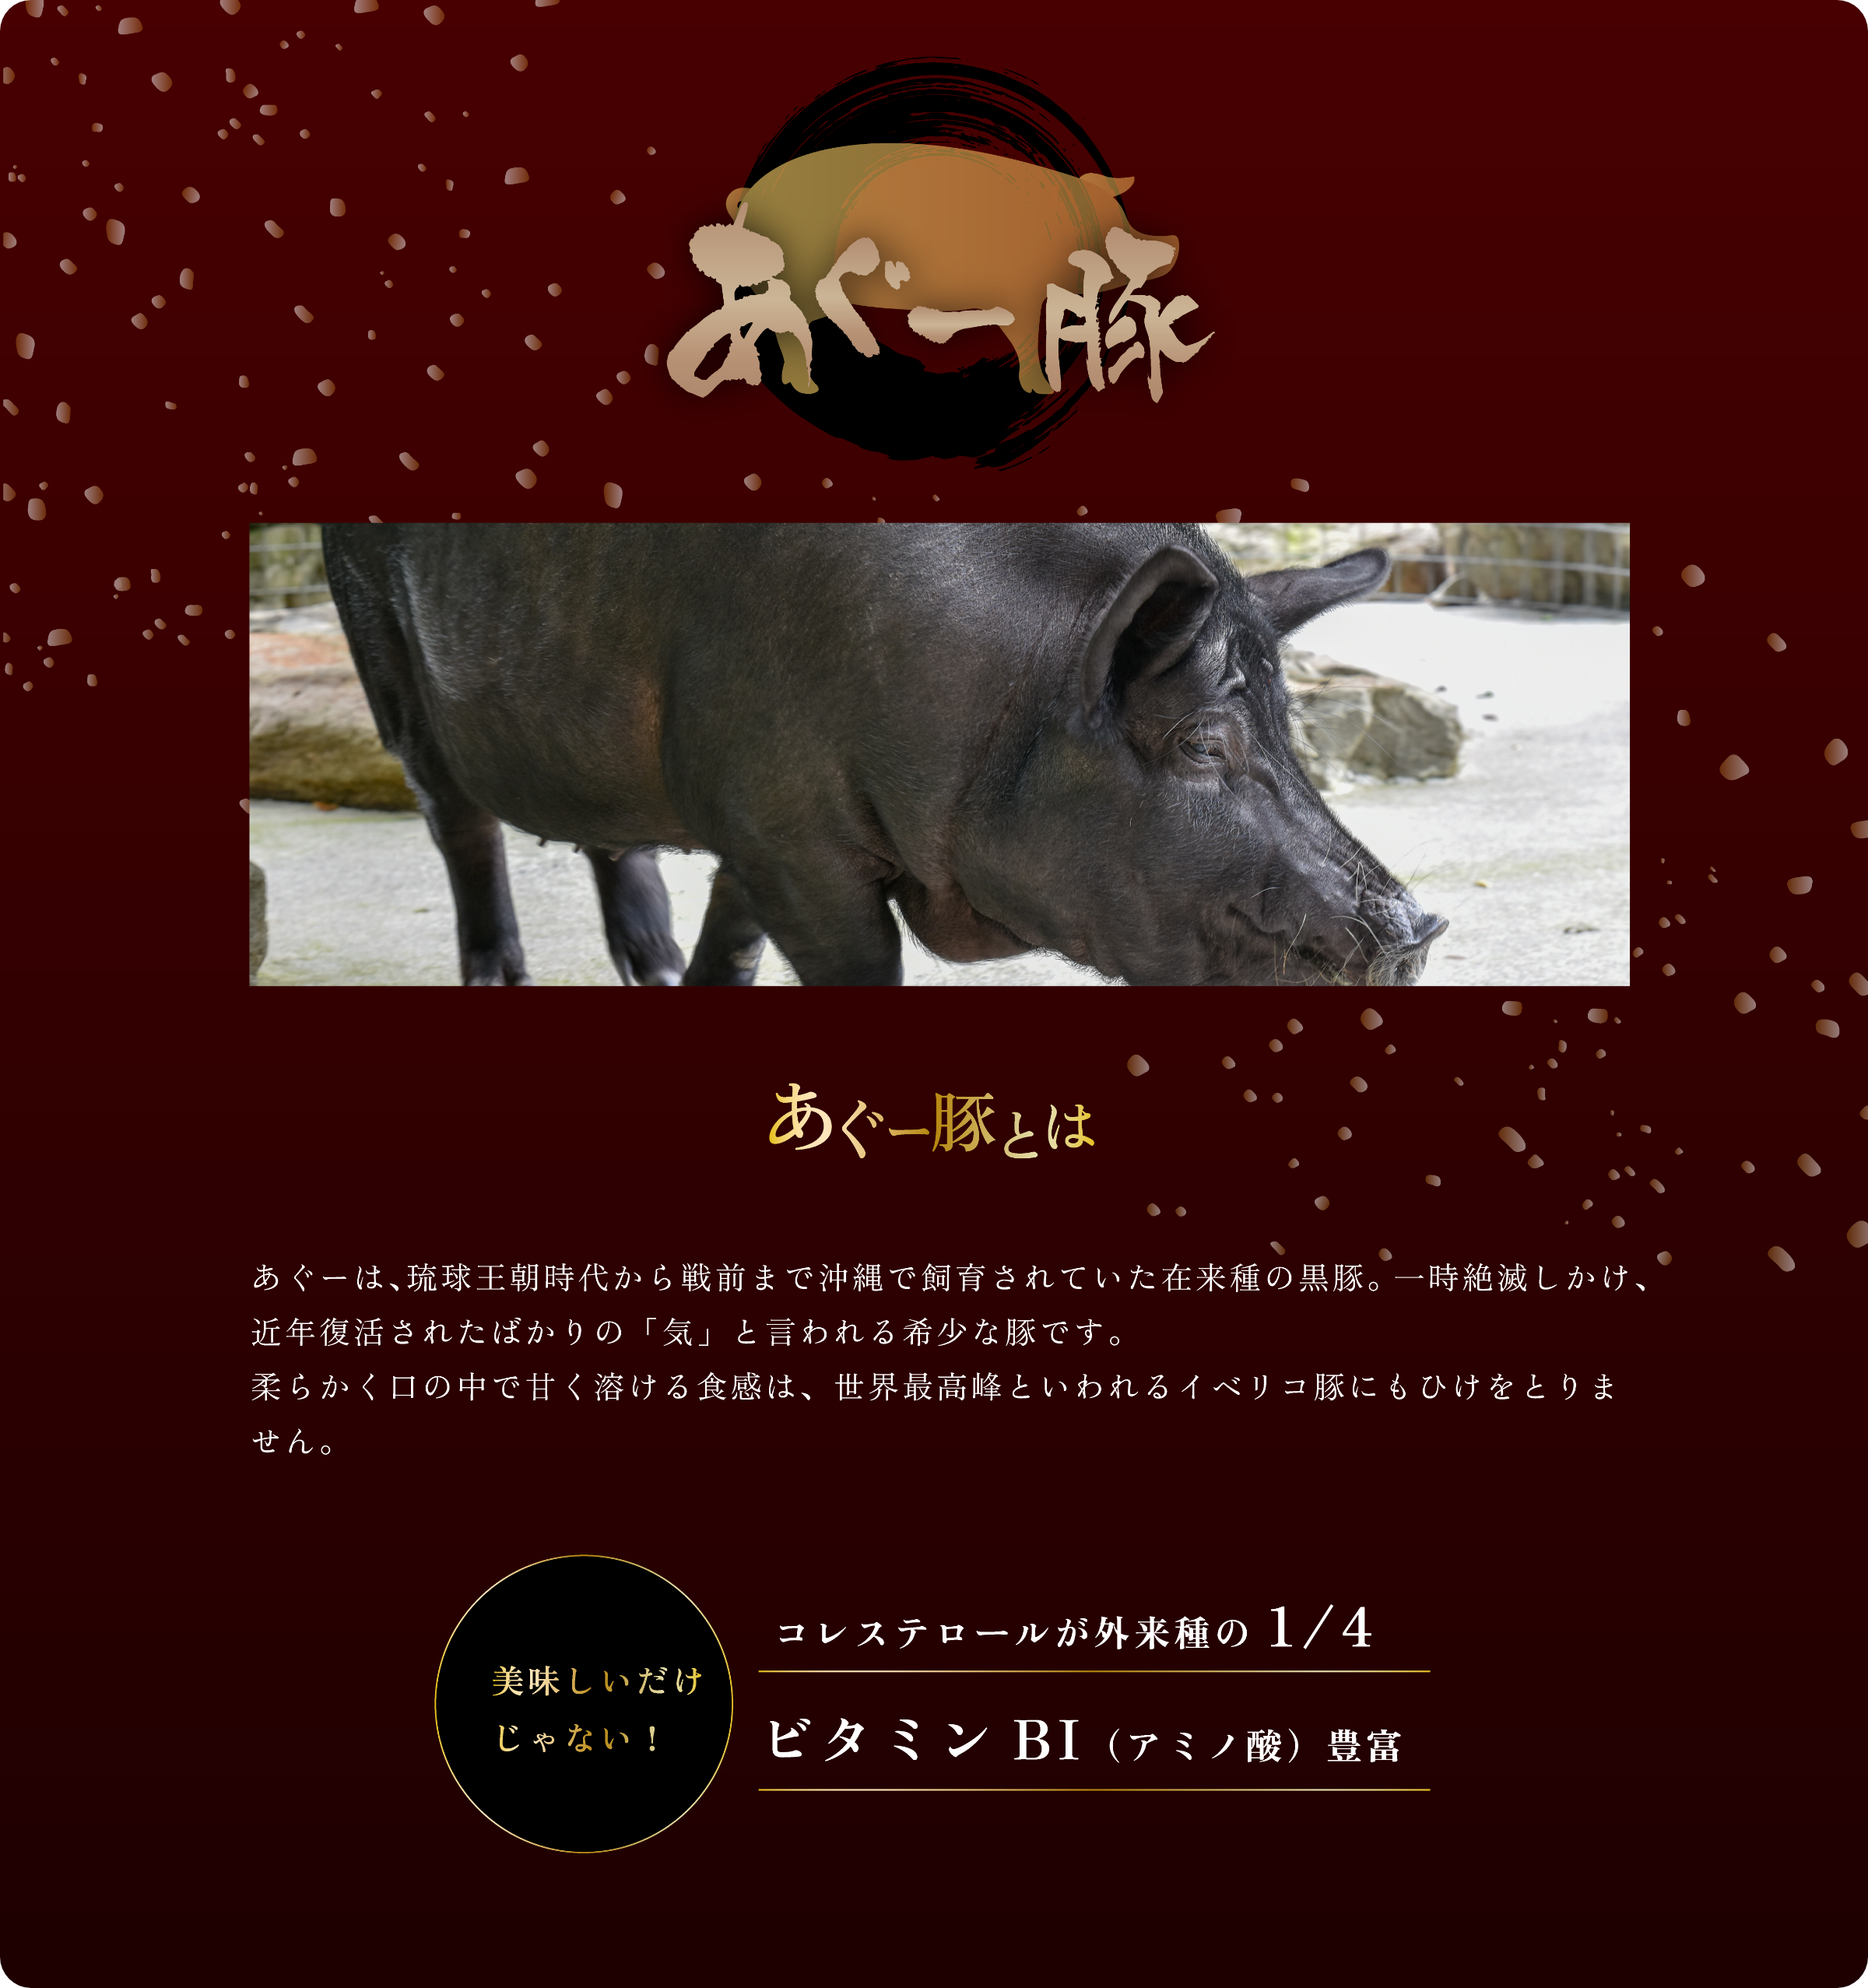 あぐー豚
あぐー豚とは
あぐーは、琉球王朝時代から戦前まで沖縄で飼育されていた在来種の黒豚。一時絶滅しかけ、
近年復活されたばかりの「気」と言われる希少な豚です。
柔らかく口の中で甘く溶ける食感は、世界最高峰といわれるイベリコ豚にもひけをとりま
せん。
美味しいだけ
じゃない！
コレステロールが外来種の 1/4
ビタミン BI（アミノ酸）豊富